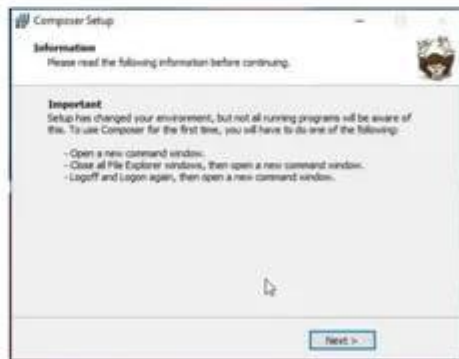 Composer Setup
Information
Please read the following information before continuing.
Important
Setup has changed your environment, but not all running programs will be aware of
this. To use Composer for the first time, you will have to do one of the following:
- Open a new command window.
- Close all File Explorer windows, then open a new command window.
- Logoff and Logon again, then open a new command window.
Next >